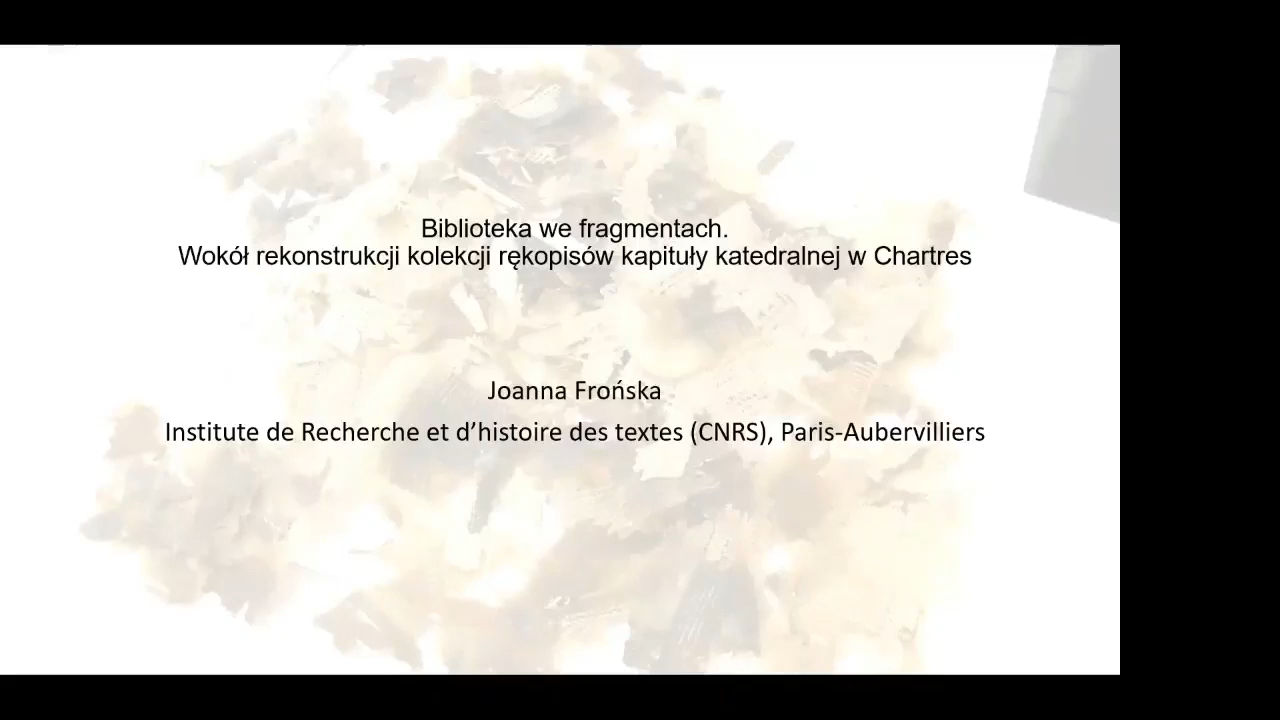 Biblioteka we fragmentach.
Wokół rekonstrukcji kolekcji rękopisów kapituły katedralnej w Chartres
Joanna Frońska
Institute de Recherche et d’histoire des textes (CNRS), Paris-Aubervilliers